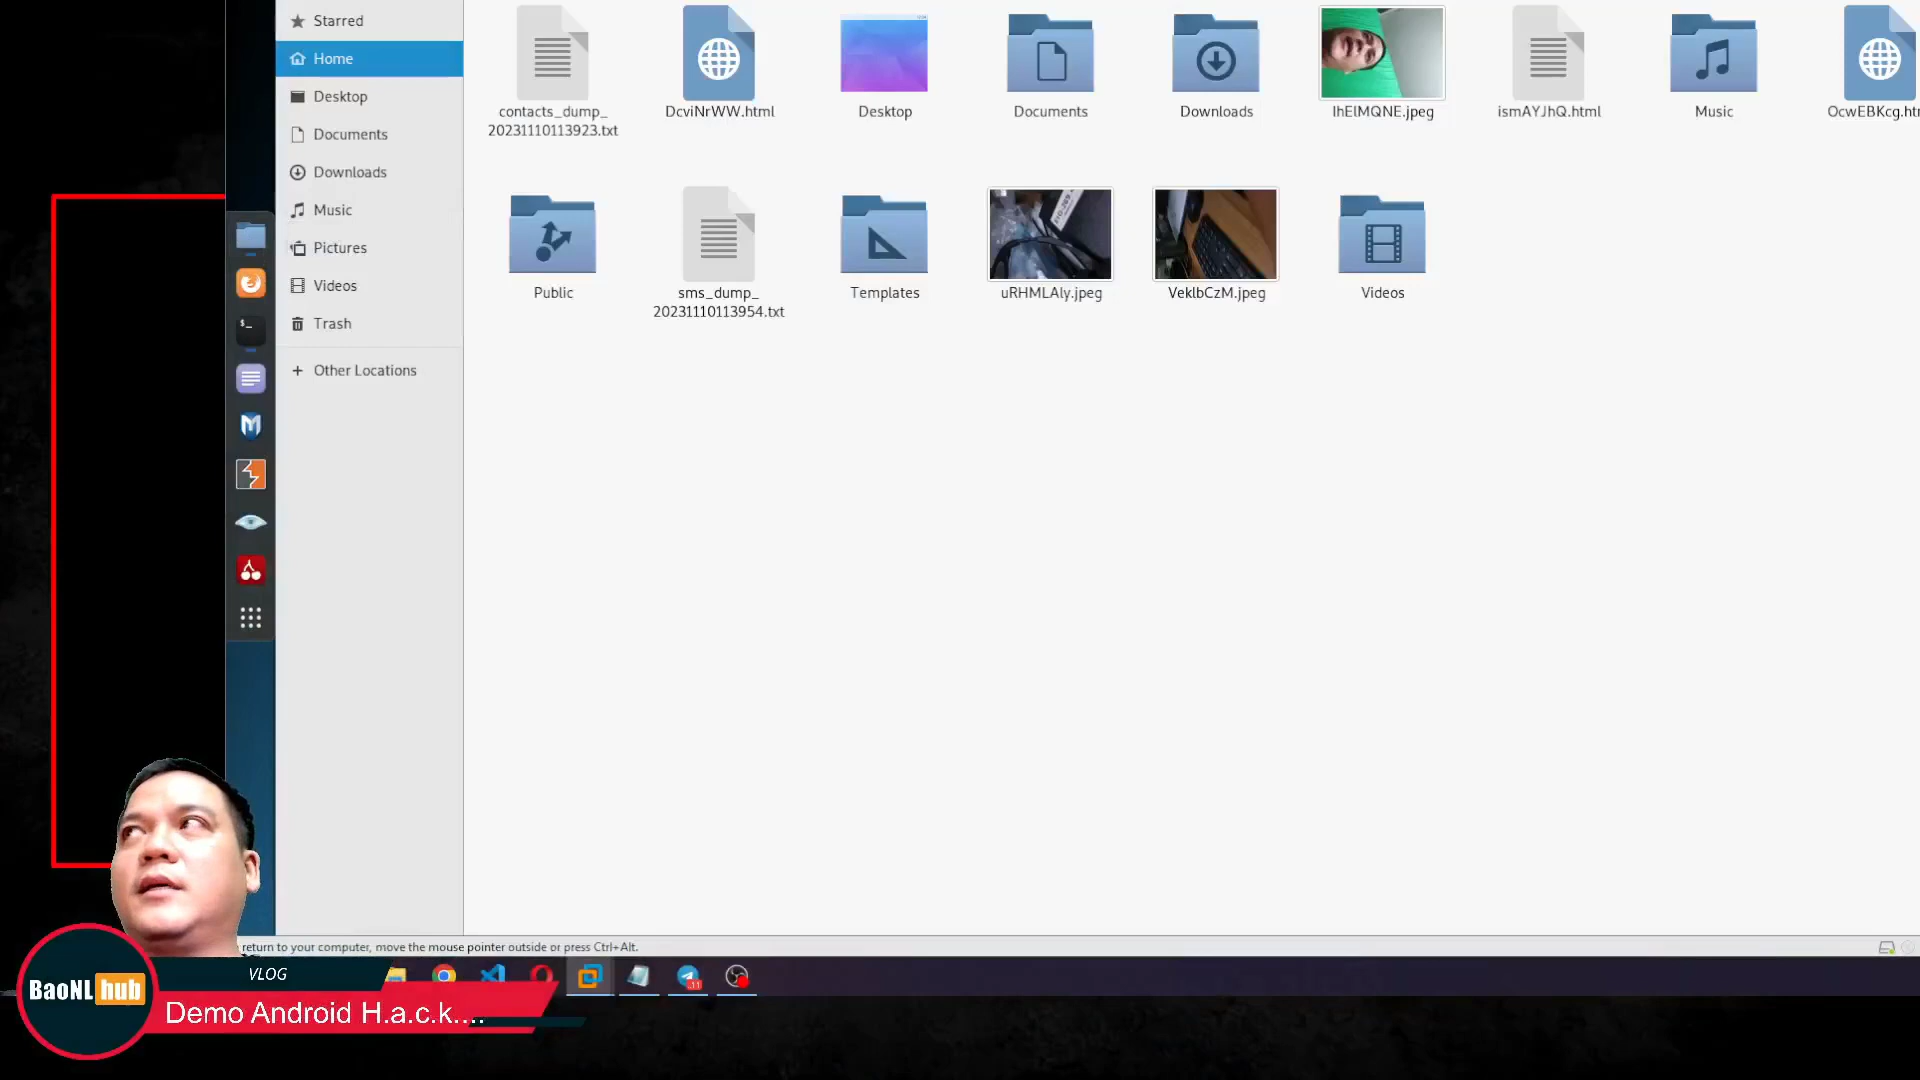 Starred
Home
Desktop
Documents
Downloads
Music
Pictures
Videos
Trash
Other Locations
contacts_dump_
20231110113923.txt
DcviNrWW.html
Desktop
Documents
Downloads
IhElMQNE.jpeg
ismAYJhQ.html
Music
OcwEBKcg.htm
Public
sms_dump_
20231110113954.txt
Templates
uRHMLAly.jpeg
VeklbCzM.jpeg
Videos
return to your computer, move the mouse pointer outside or press Ctrl+Alt.
11
VLOG
BaoNL hub
Demo Android H.a.c.k....